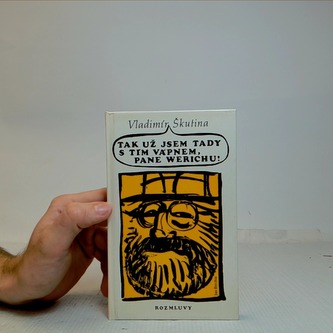 Vladimír Škutina
TAK UŽ JSEM TADY
S TÍM VÁPNEM,
PANE WERICHU!
ROZMLUVY